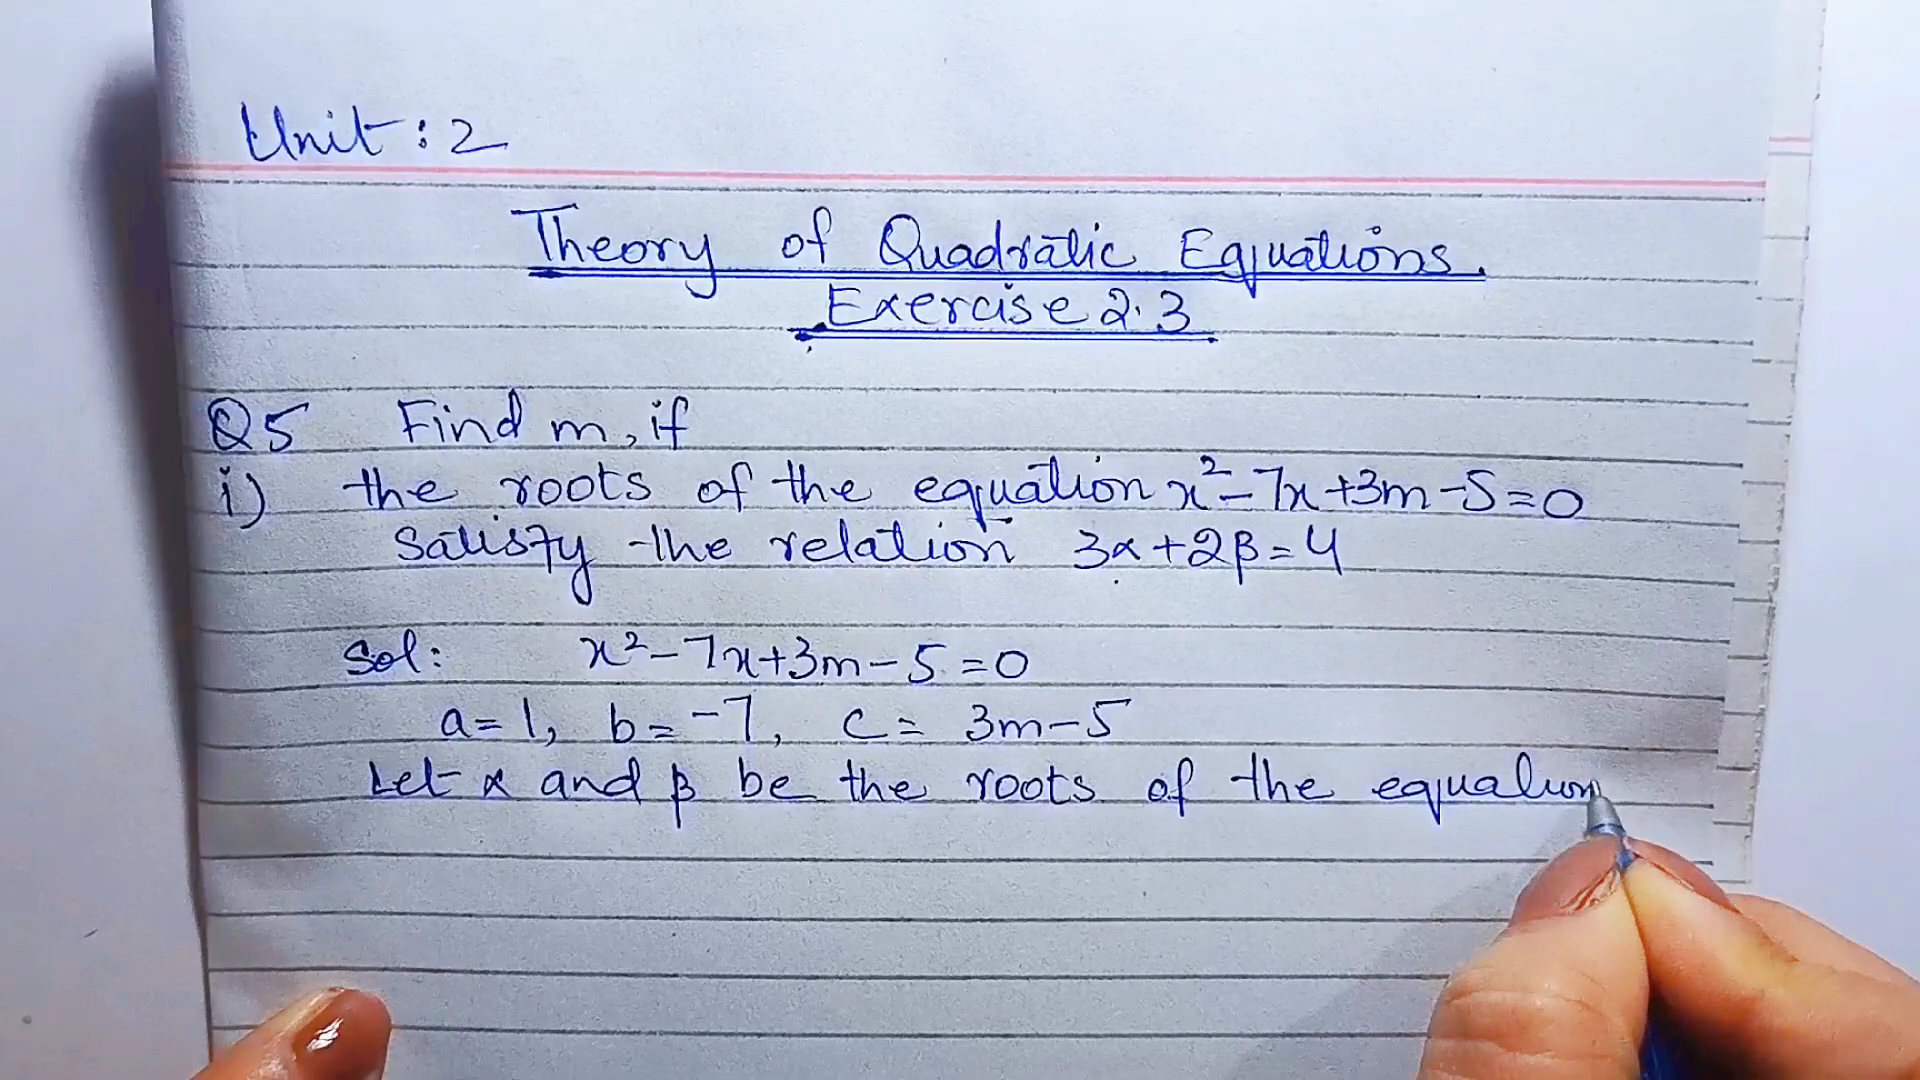 Unit : 2
Theory of Quadratic Equations.
Exercise 2.3
Q5 Find m, if
i) the roots of the equation x² - 7x + 3m - 5 = 0
Satisfy the relation 3α + 2β = 4
Sol: x² - 7x + 3m - 5 = 0
a = 1, b = -7, c = 3m - 5
Let α and β be the roots of the equation